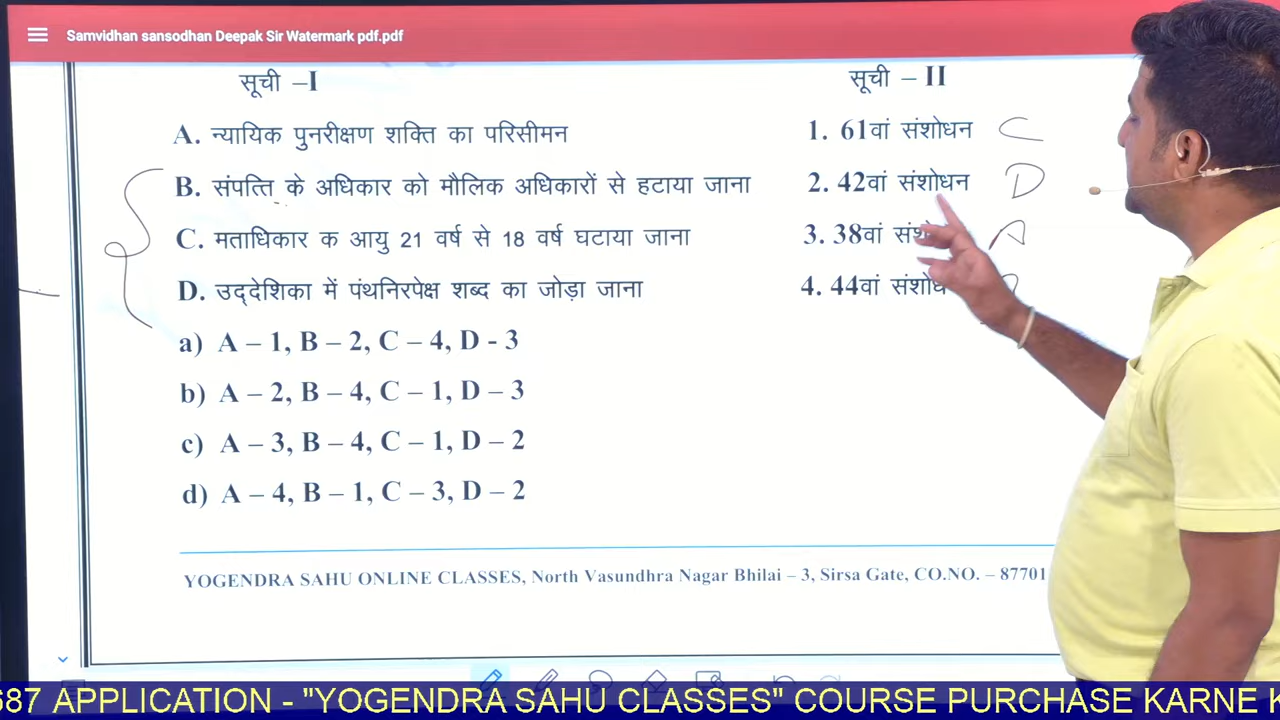 Samvidhan sansodhan Deepak Sir Watermark pdf.pdf
सूची –I सूची – II
A. न्यायिक पुनरीक्षण शक्ति का परिसीमन 1. 61वां संशोधन C
B. संपत्ति के अधिकार को मौलिक अधिकारों से हटाया जाना 2. 42वां संशोधन D
C. मताधिकार क आयु 21 वर्ष से 18 वर्ष घटाया जाना 3. 38वां A
D. उद्देशिका में पंथनिरपेक्ष शब्द का जोड़ा जाना 4. 44वां
a) A – 1, B – 2, C – 4, D - 3
b) A – 2, B – 4, C – 1, D – 3
c) A – 3, B – 4, C – 1, D – 2
d) A – 4, B – 1, C – 3, D – 2
YOGENDRA SAHU ONLINE CLASSES, North Vasundhra Nagar Bhilai – 3, Sirsa Gate, CO.NO. – 87701
687 APPLICATION - "YOGENDRA SAHU CLASSES" COURSE PURCHASE KARNE K